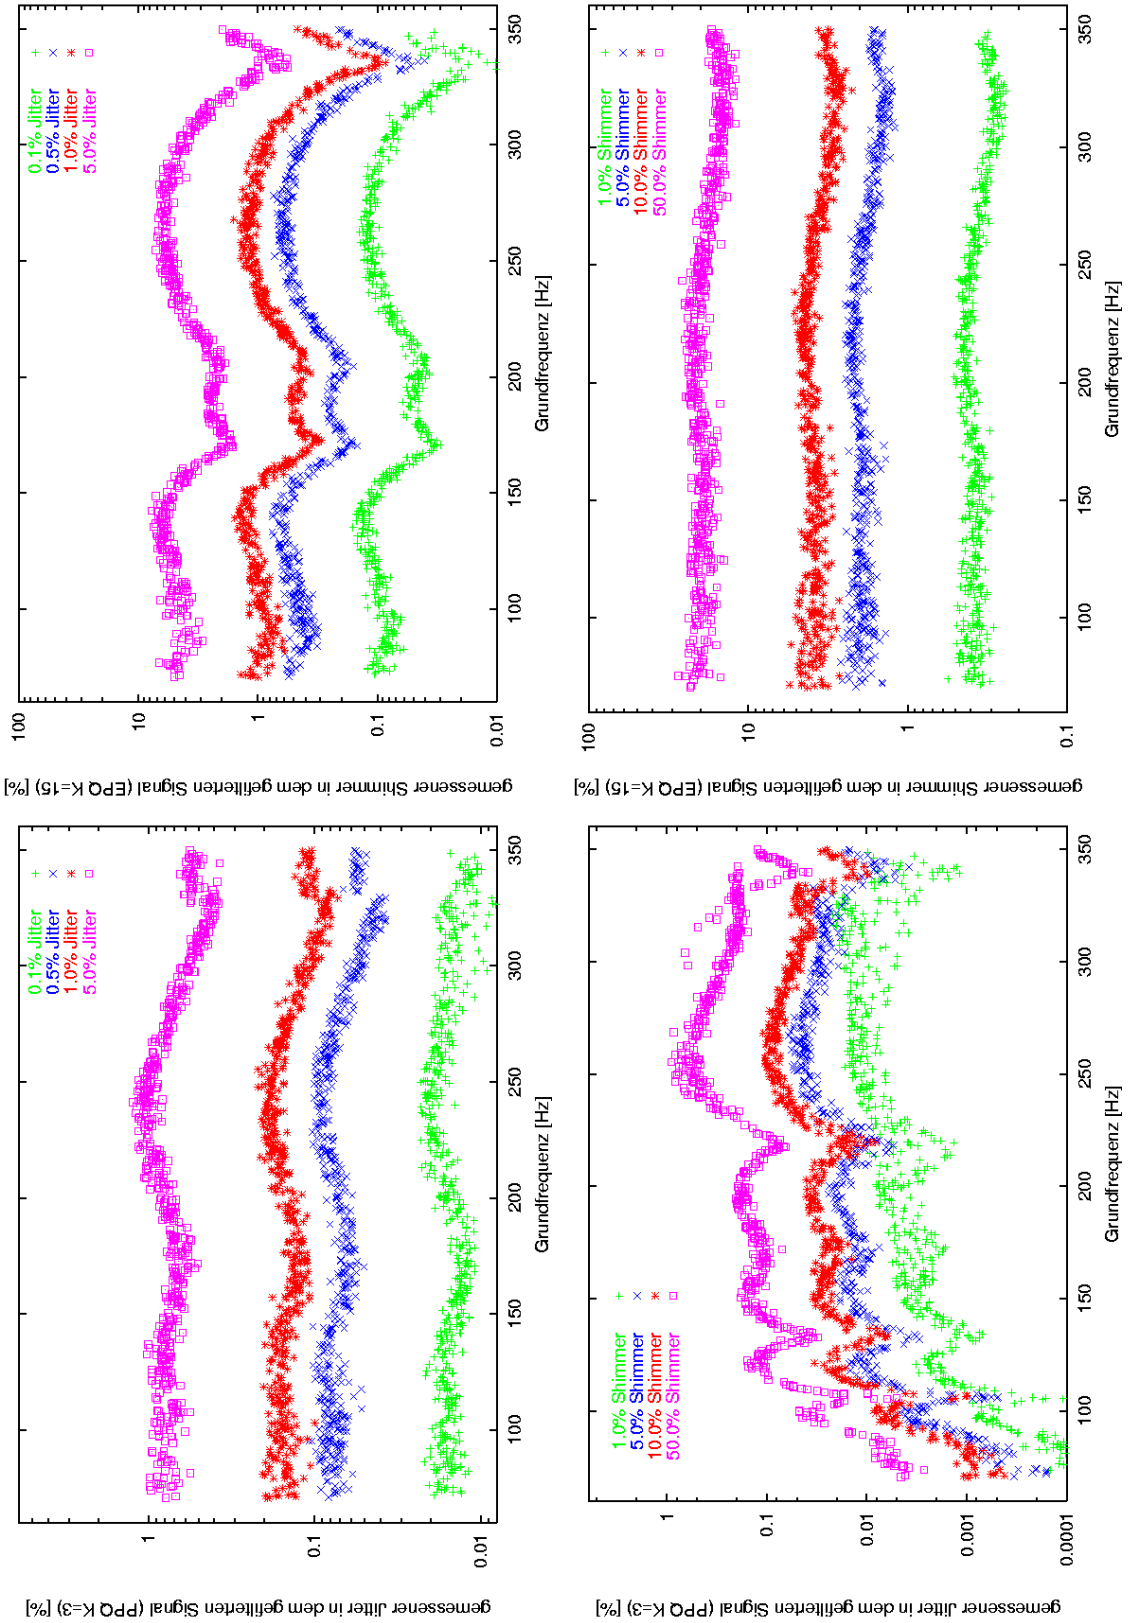 gemessener Jitter in dem gefilterten Signal (PPQ K=3) [%]
1
0.1
0.01
100 150 200 250 300 350
Grundfrequenz [Hz]
0.1% Jitter
0.5% Jitter
1.0% Jitter
5.0% Jitter
gemessener Shimmer in dem gefilterten Signal (EPQ K=15) [%]
100
10
1
0.1
0.01
100 150 200 250 300 350
Grundfrequenz [Hz]
0.1% Jitter
0.5% Jitter
1.0% Jitter
5.0% Jitter
gemessener Jitter in dem gefilterten Signal (PPQ K=3) [%]
1
0.1
0.01
0.001
0.0001
100 150 200 250 300 350
Grundfrequenz [Hz]
1.0% Shimmer
5.0% Shimmer
10.0% Shimmer
50.0% Shimmer
gemessener Shimmer in dem gefilterten Signal (EPQ K=15) [%]
100
10
1
0.1
100 150 200 250 300 350
Grundfrequenz [Hz]
1.0% Shimmer
5.0% Shimmer
10.0% Shimmer
50.0% Shimmer